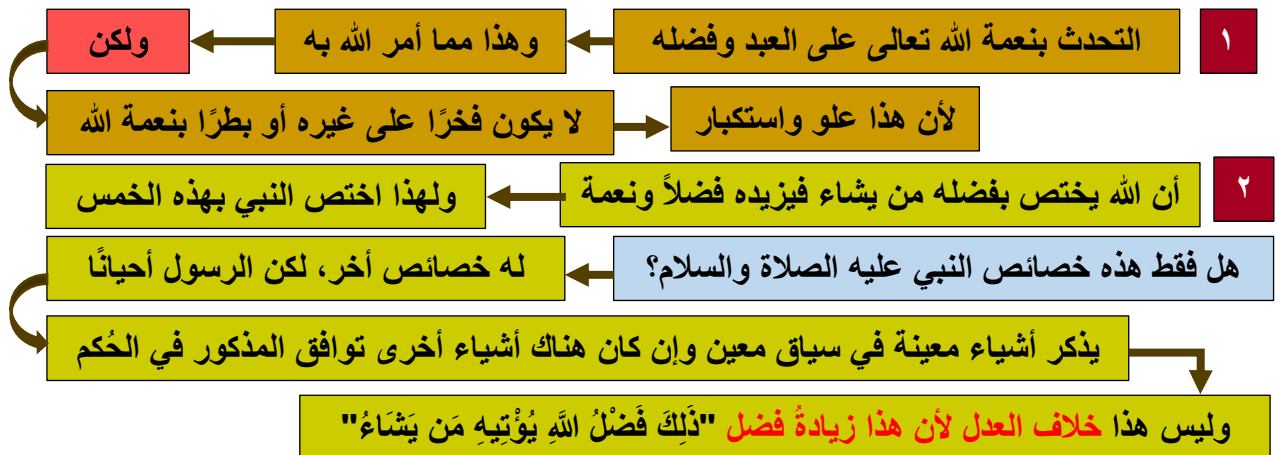 ١ التحدث بنعمة الله تعالى على العبد وفضله وهذا مما أمر الله به ولكن
لا يكون فخرًا على غيره أو بطرًا بنعمة الله لأن هذا علو واستكبار
٢ أن الله يختص بفضله من يشاء فيزيده فضلاً ونعمة ولهذا اختص النبي بهذه الخمس
هل فقط هذه خصائص النبي عليه الصلاة والسلام؟ له خصائص أخر، لكن الرسول أحيانًا
يذكر أشياء معينة في سياق معين وإن كان هناك أشياء أخرى توافق المذكور في الحُكم
وليس هذا خلاف العدل لأن هذا زيادةُ فضل "ذَلِكَ فَضْلُ اللَّهِ يُؤْتِيهِ مَن يَشَاءُ"